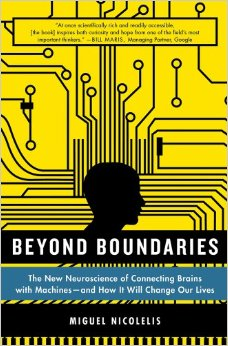 "At once scientifically rich and readily accessible,
[the book] inspires both curiosity and hope from one of the field's most
important thinkers." —BILL MARIS, Managing Partner, Google
BEYOND BOUNDARIES
The New Neuroscience of Connecting Brains
with Machines—and How It Will Change Our Lives
MIGUEL NICOLELIS